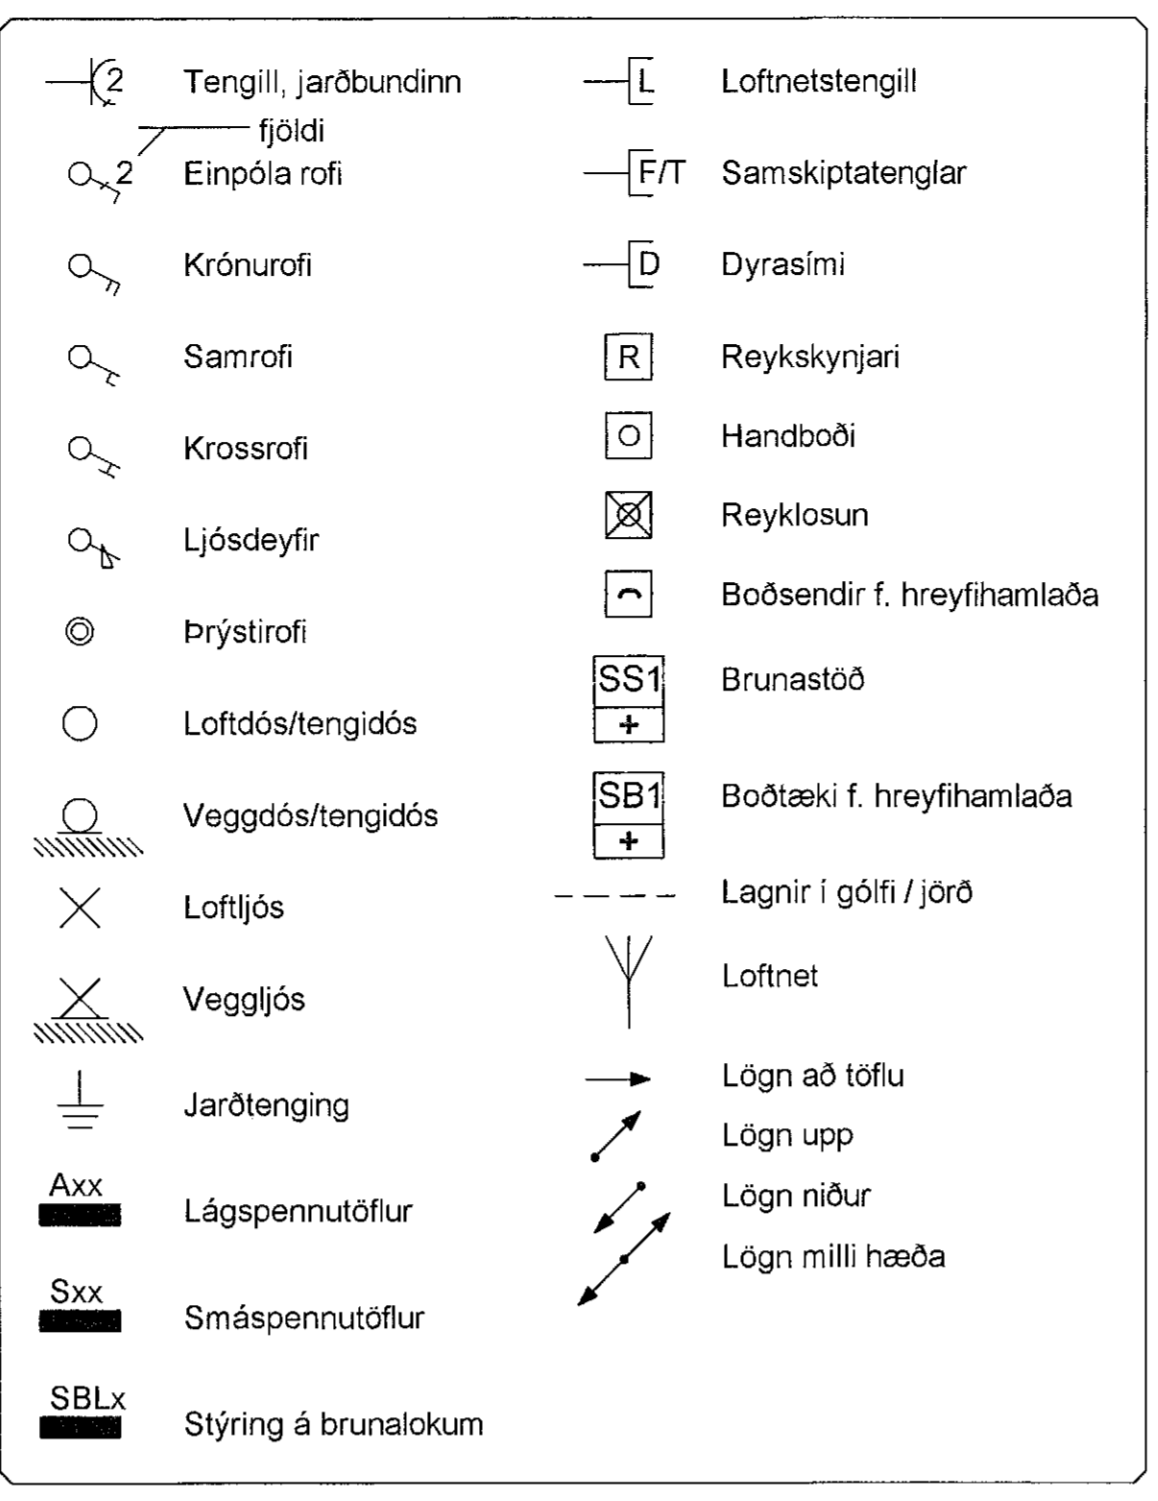 2 Tengill, jarðbundinn
fjöldi
2 Einpóla rofi
Krónurofi
Samrofi
Krossrofi
Ljósdeyfir
Þrýstirofi
Loftdós/tengidós
Veggdós/tengidós
Loftljós
Veggljós
Jarðtenging
Axx
Lágspennutöflur
Sxx
Smáspennutöflur
SBLx
Stýring á brunalokum
L Loftnetstengill
F/T Samskiptatenglar
D Dyrasími
R Reykskynjari
Handboði
Reyklosun
Boðsendir f. hreyfihamlaða
SS1 Brunastöð
+
SB1 Boðtæki f. hreyfihamlaða
+
Lagnir í gólfi / jörð
Loftnet
Lögn að töflu
Lögn upp
Lögn niður
Lögn milli hæða